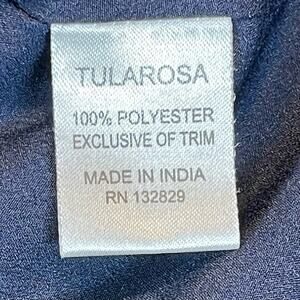 TULAROSA
100% POLYESTER
EXCLUSIVE OF TRIM
MADE IN INDIA
RN 132829